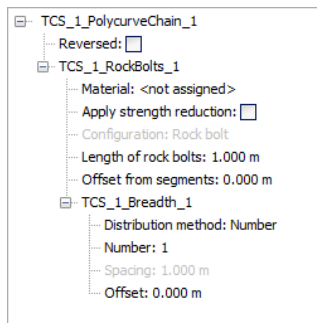 TCS_1_PolycurveChain_1
Reversed:
TCS_1_RockBolts_1
Material: <not assigned>
Apply strength reduction:
Configuration: Rock bolt
Length of rock bolts: 1.000 m
Offset from segments: 0.000 m
TCS_1_Breadth_1
Distribution method: Number
Number: 1
Spacing: 1.000 m
Offset: 0.000 m